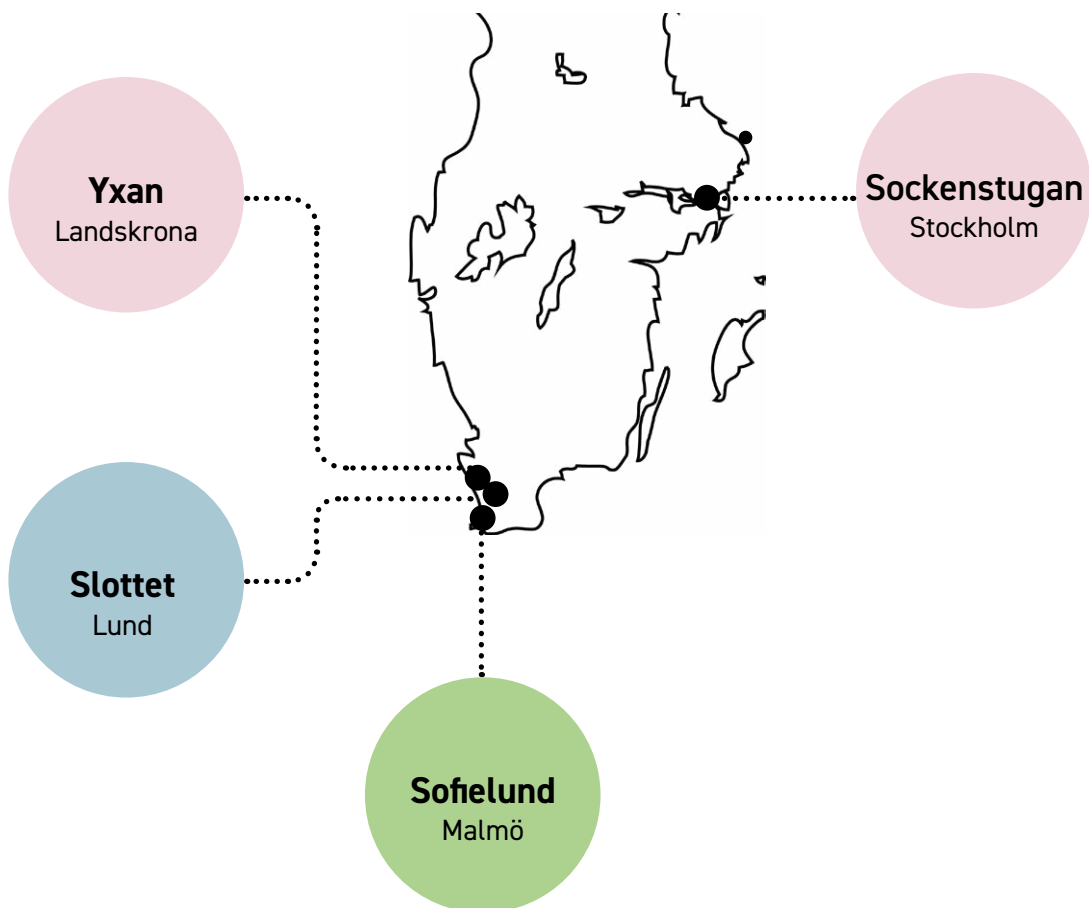 Yxan
Landskrona
Sockenstugan
Stockholm
Slottet
Lund
Sofielund
Malmö